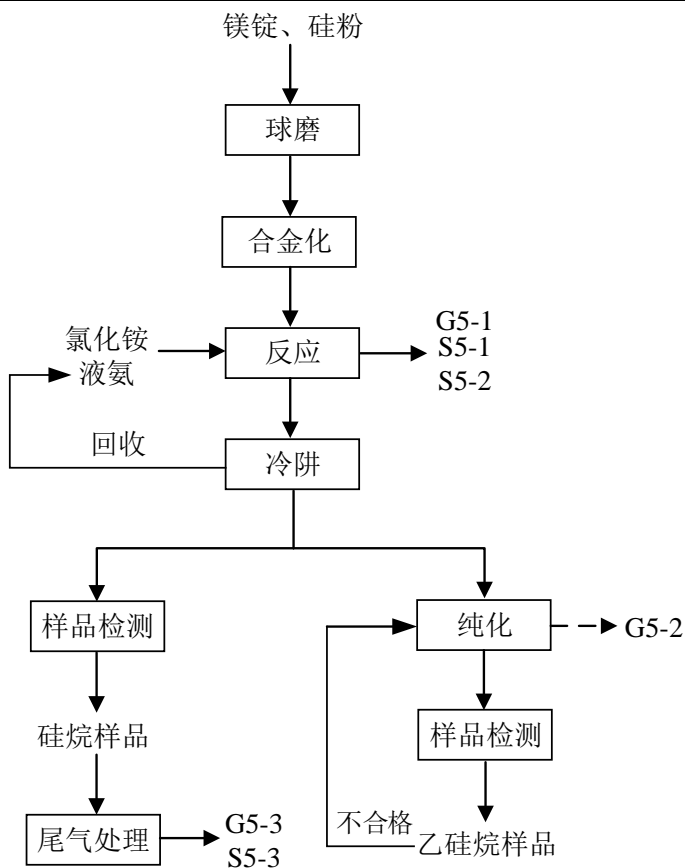 镁锭、硅粉
球磨
合金化
氯化铵
液氨
反应
G5-1
S5-1
S5-2
回收
冷阱
样品检测
纯化
G5-2
硅烷样品
样品检测
尾气处理
G5-3
S5-3
不合格
乙硅烷样品